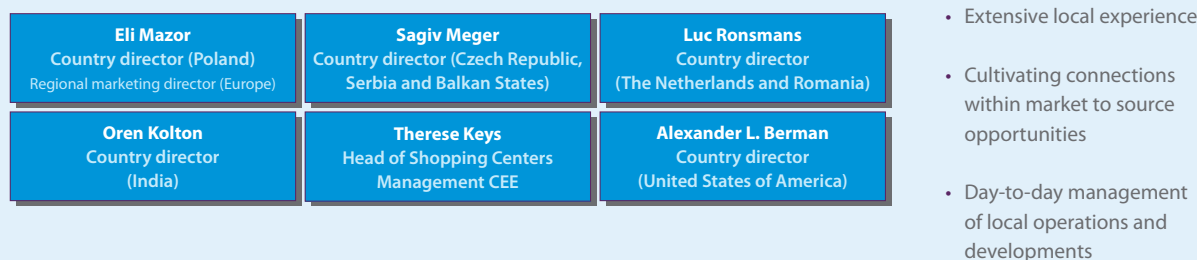 Eli Mazor
Country director (Poland)
Regional marketing director (Europe)
Sagiv Meger
Country director (Czech Republic,
Serbia and Balkan States)
Luc Ronsmans
Country director
(The Netherlands and Romania)
Oren Kolton
Country director
(India)
Therese Keys
Head of Shopping Centers
Management CEE
Alexander L. Berman
Country director
(United States of America)
• Extensive local experience
• Cultivating connections
within market to source
opportunities
• Day-to-day management
of local operations and
developments